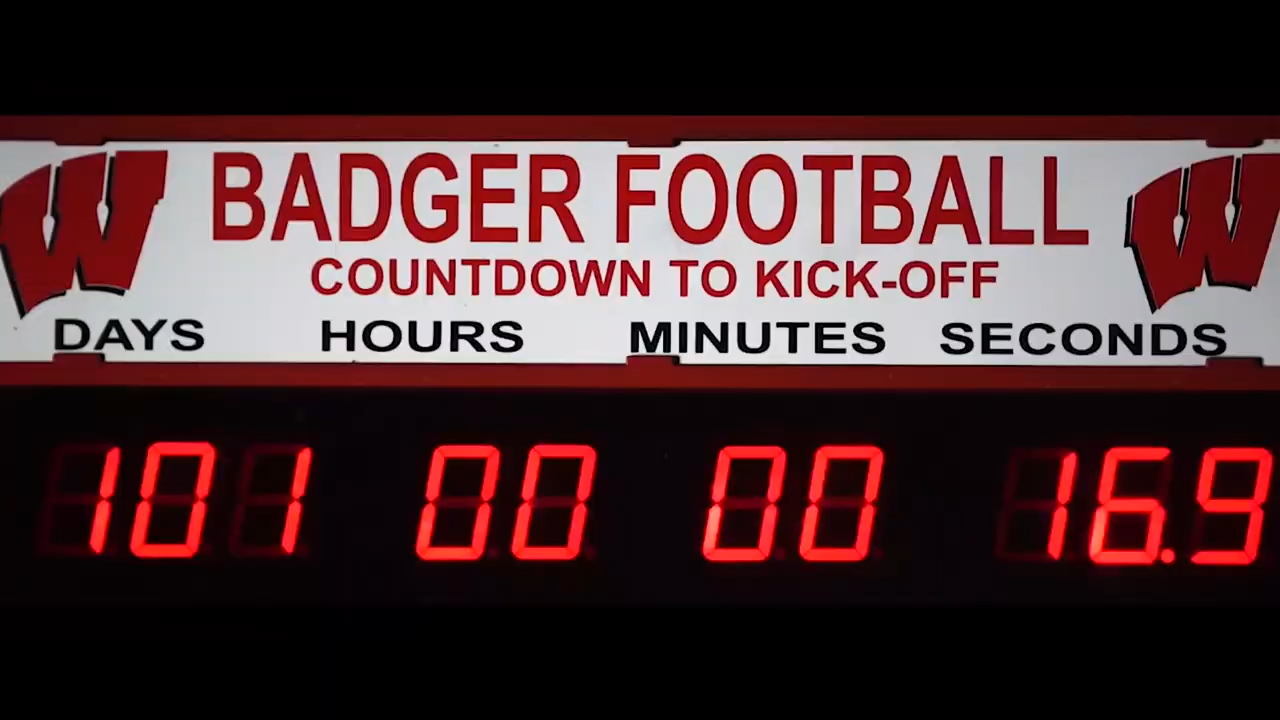 W BADGER FOOTBALL W
COUNTDOWN TO KICK-OFF
DAYS HOURS MINUTES SECONDS
101 00 00 16.9